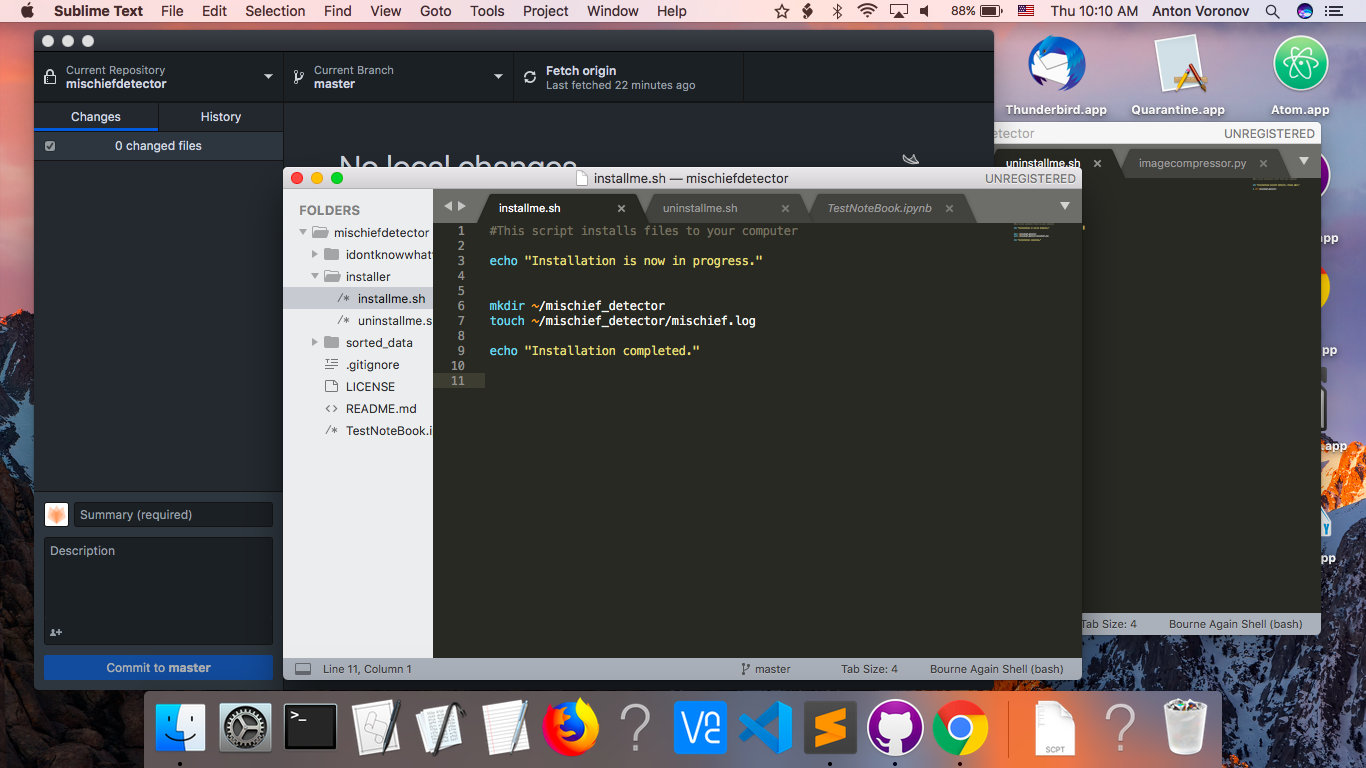 Sublime Text File Edit Selection Find View Goto Tools Project Window Help 88% Thu 10:10 AM Anton Voronov
Current Repository
mischiefdetector
Current Branch
master
Fetch origin
Last fetched 22 minutes ago
Changes History
0 changed files
No local changes
Summary (required)
Description
Commit to master
Thunderbird.app Quarantine.app Atom.app
etector UNREGISTERED
uninstallme.sh × imagecompressor.py ×
installme.sh — mischiefdetector UNREGISTERED
FOLDERS
mischiefdetector
idontknowwhat
installer
installme.sh
uninstallme.s
sorted_data
.gitignore
LICENSE
README.md
TestNoteBook.i
installme.sh × uninstallme.sh × TestNoteBook.ipynb ×
1 #This script installs files to your computer
2
3 echo "Installation is now in progress."
4
5
6 mkdir ~/mischief_detector
7 touch ~/mischief_detector/mischief.log
8
9 echo "Installation completed."
10
11
Line 11, Column 1 master Tab Size: 4 Bourne Again Shell (bash)
Tab Size: 4 Bourne Again Shell (bash)
pp
pp
.app
Y
pp
>_
VS
SCPT